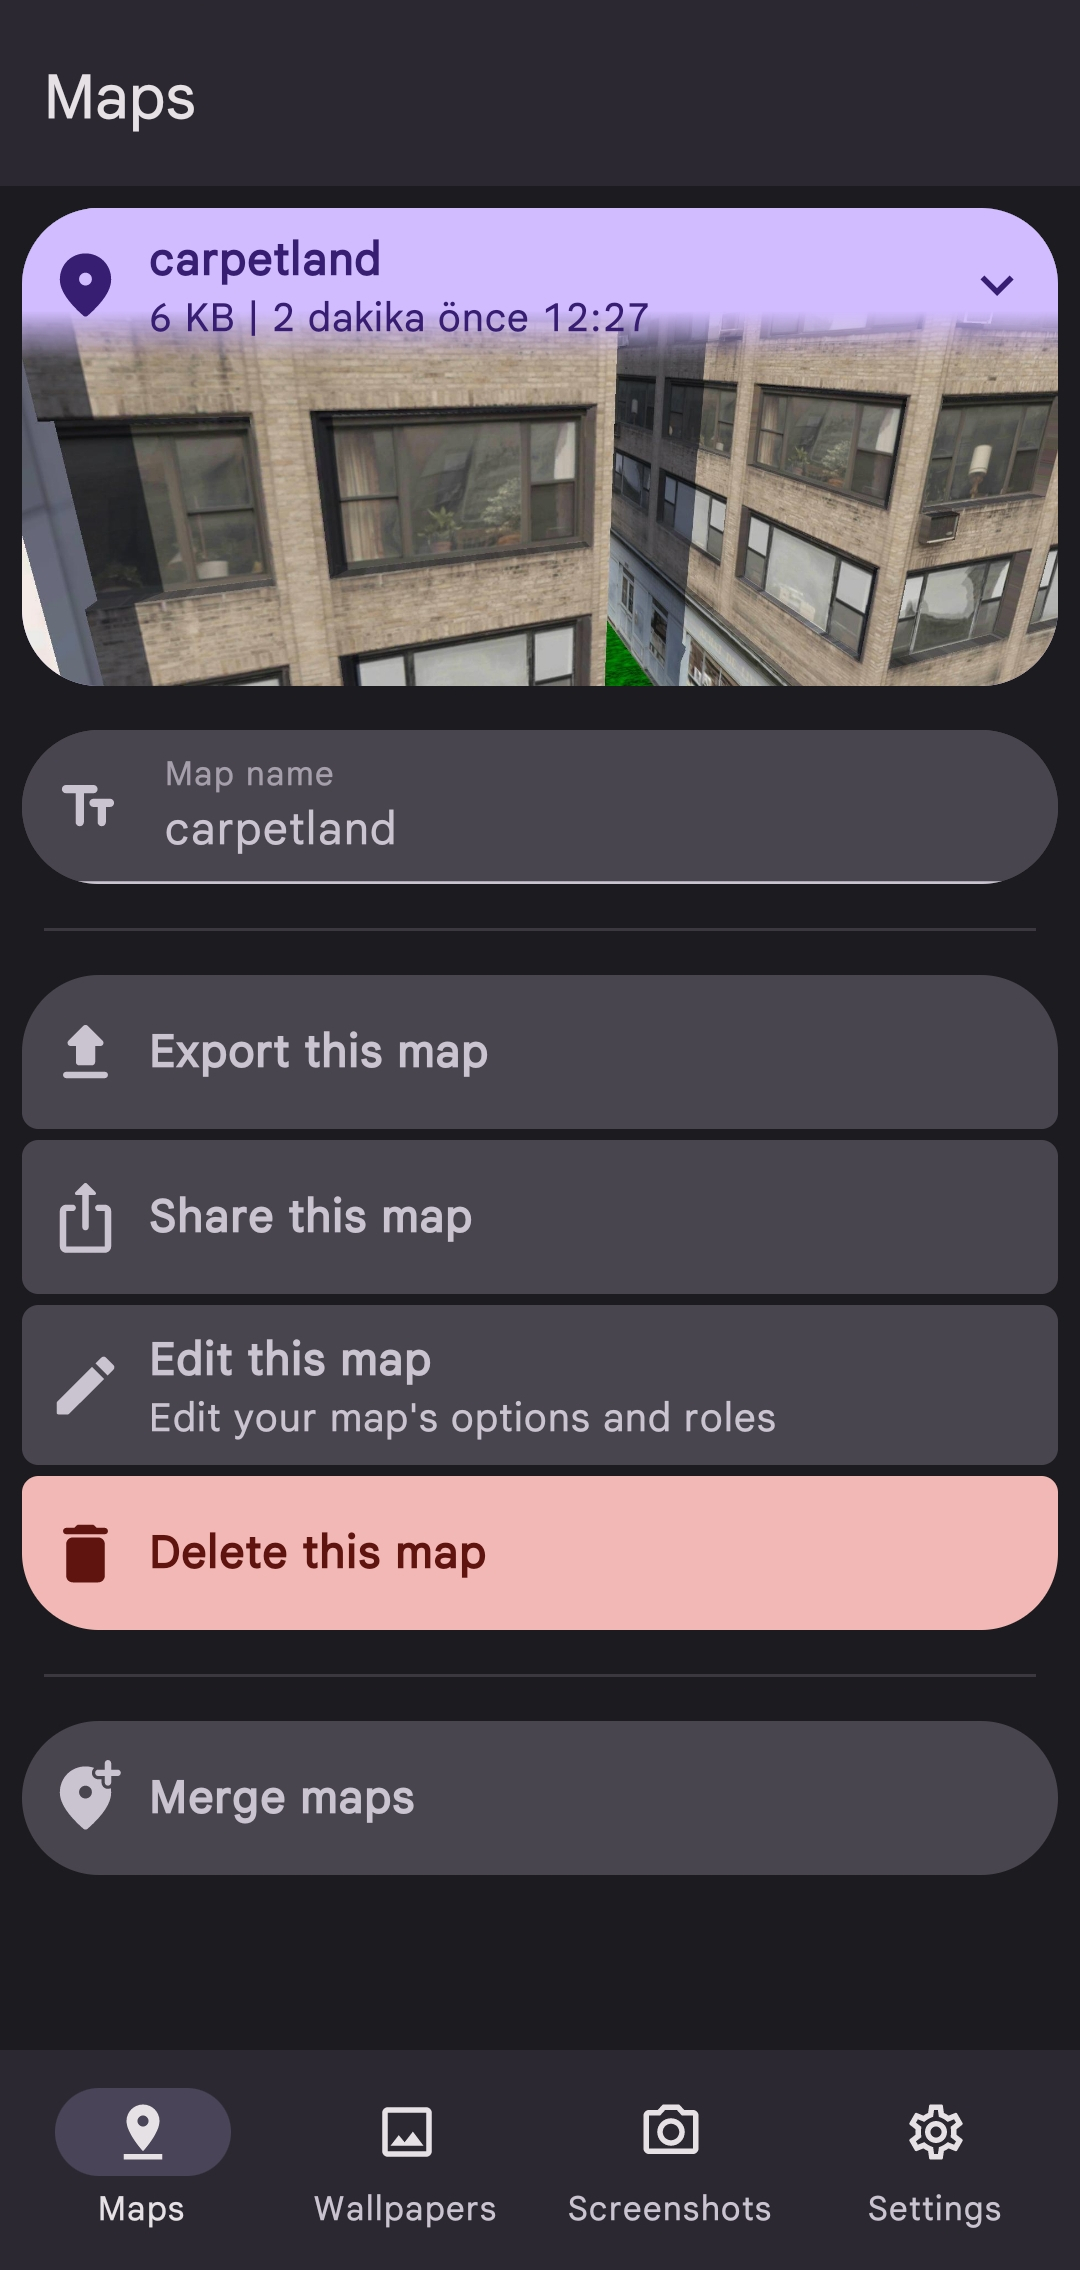 Maps
carpetland
6 KB | 2 dakika önce 12:27
Map name
carpetland
Export this map
Share this map
Edit this map
Edit your map's options and roles
Delete this map
Merge maps
Maps
Wallpapers
Screenshots
Settings